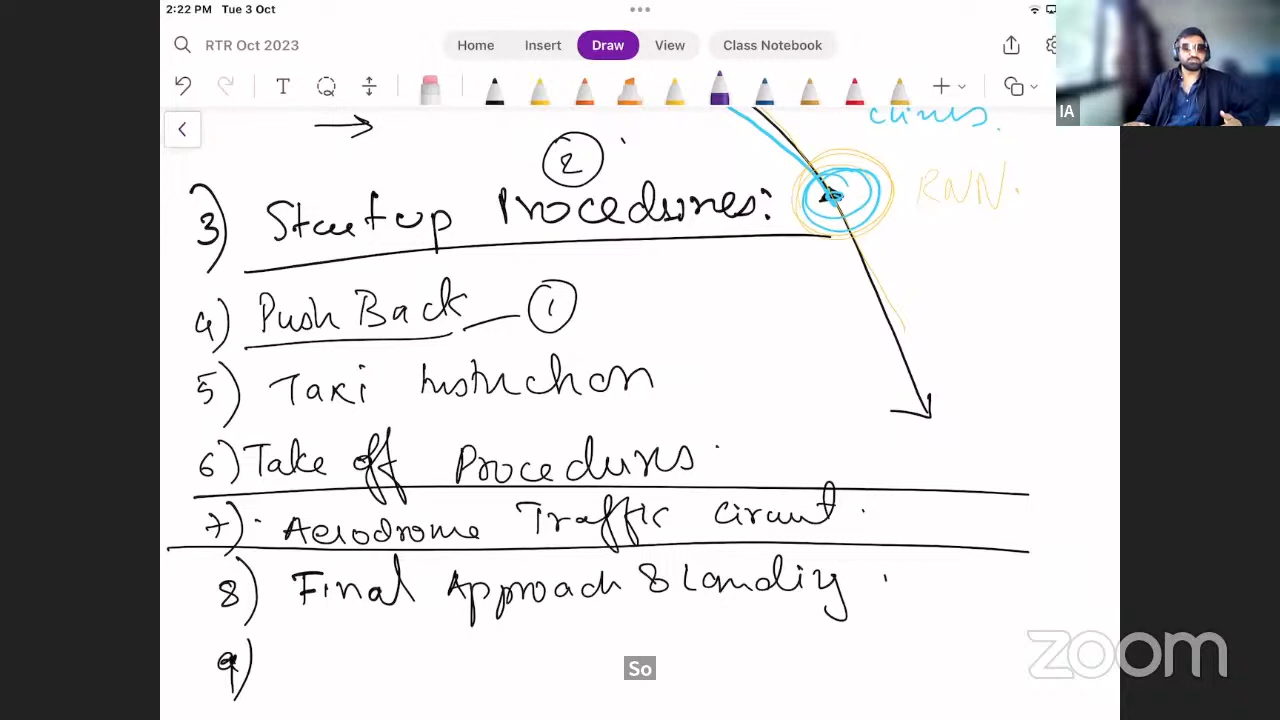 2:22 PM Tue 3 Oct
RTR Oct 2023
Home Insert Draw View Class Notebook
IA
climbs.
2
RNN.
3) Startup Procedures:
4) Push Back — 1
5) Taxi Instruction
6) Take off Procedures.
7) Aerodrome Traffic Circuit.
8) Final Approach & Landing.
9)
So
zoom